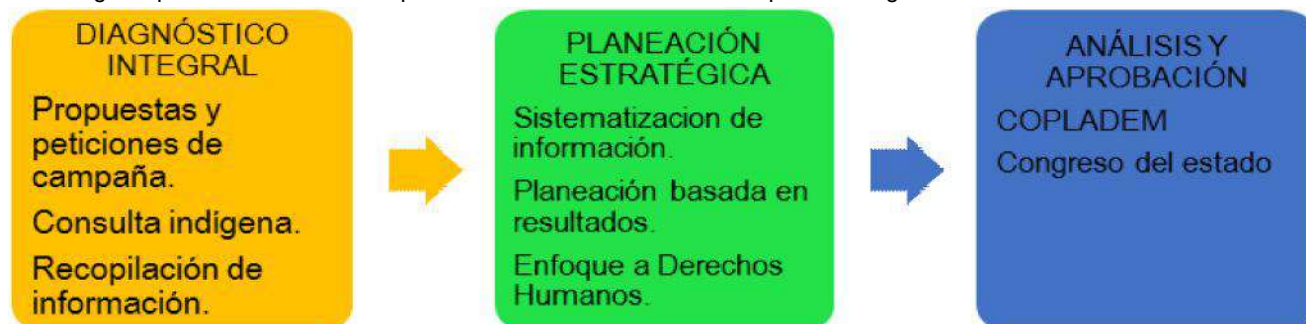 DIAGNÓSTICO
INTEGRAL
Propuestas y
peticiones de
campaña.
Consulta indígena.
Recopilación de
información.
PLANEACIÓN
ESTRATÉGICA
Sistematizacion de
información.
Planeación basada en
resultados.
Enfoque a Derechos
Humanos.
ANÁLISIS Y
APROBACIÓN
COPLADEM
Congreso del estado